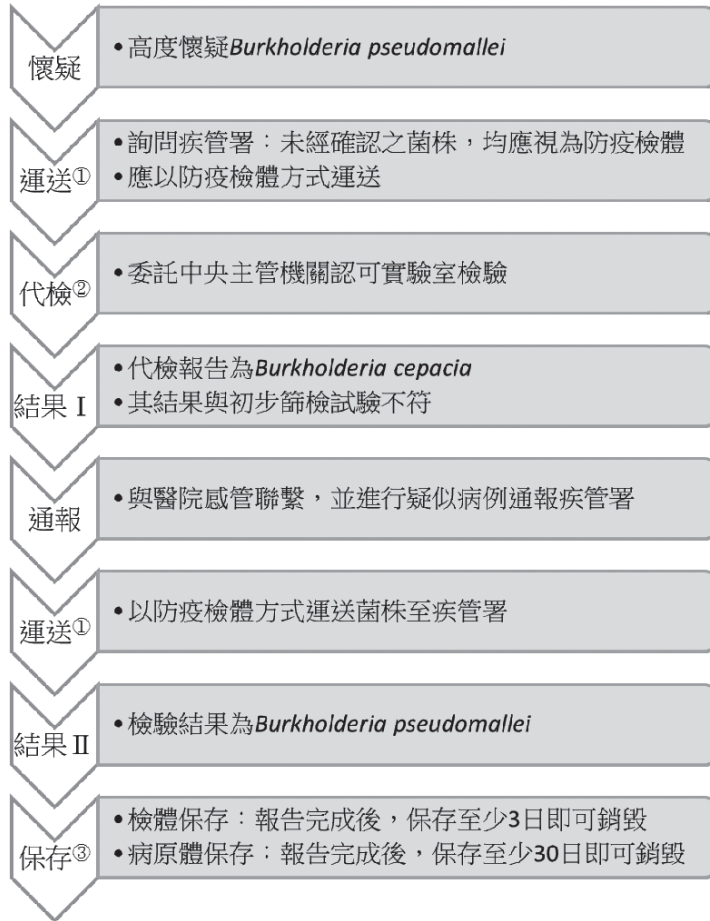 懷疑
•高度懷疑Burkholderia pseudomallei
運送①
•詢問疾管署：未經確認之菌株，均應視為防疫檢體
•應以防疫檢體方式運送
代檢②
•委託中央主管機關認可實驗室檢驗
結果Ⅰ
•代檢報告為Burkholderia cepacia
•其結果與初步篩檢試驗不符
通報
•與醫院感管聯繫，並進行疑似病例通報疾管署
運送①
•以防疫檢體方式運送菌株至疾管署
結果Ⅱ
•檢驗結果為Burkholderia pseudomallei
保存③
•檢體保存：報告完成後，保存至少3日即可銷毀
•病原體保存：報告完成後，保存至少30日即可銷毀